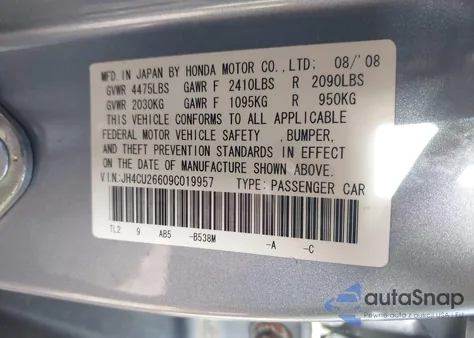 MFD. IN JAPAN BY HONDA MOTOR CO.,LTD: 08/'08
GVWR 4475LBS GAWR F 2410LBS R 2090LBS
GVWR 2030KG GAWR F 1095KG R 950KG
THIS VEHICLE CONFORMS TO ALL APPLICABLE
FEDERAL MOTOR VEHICLE SAFETY ,BUMPER,
AND THEFT PREVENTION STANDARDS IN EFFECT
ON THE DATE OF MANUFACTURE SHOWN ABOVE.
V.I.N:JH4CU26609C019957 TYPE: PASSENGER CAR
TL2 9 AB5 -B538M -A -C
autoSnap